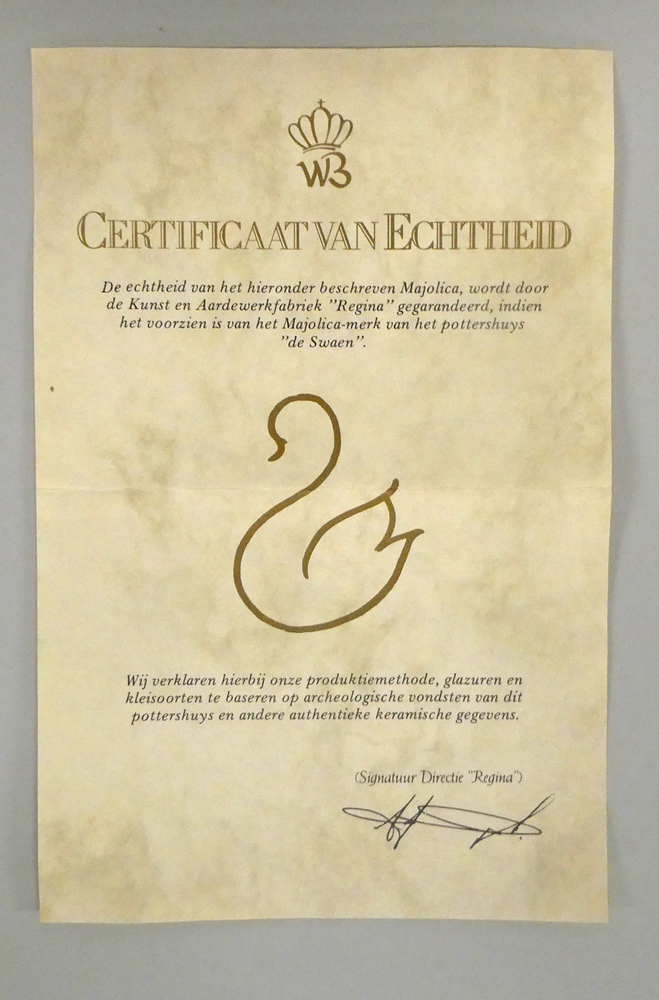 WB
CERTIFICAAT VAN ECHTHEID
De echtheid van het hieronder beschreven Majolica, wordt door
de Kunst en Aardewerkfabriek ”Regina” gegarandeerd, indien
het voorzien is van het Majolica-merk van het pottershuys
”de Swaen”.
Wij verklaren hierbij onze produktiemethode, glazuren en
kleisoorten te baseren op archeologische vondsten van dit
pottershuys en andere authentieke keramische gegevens.
(Signatuur Directie "Regina")